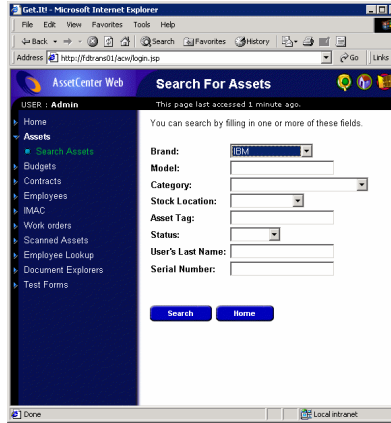 Get.It! - Microsoft Internet Explorer
File Edit View Favorites Tools Help
Back Search Favorites History
Address http://fdtrans01/acw/login.jsp Go Links
AssetCenter Web Search For Assets
USER : Admin This page last accessed 1 minute ago.
Home
Assets
Search Assets
Budgets
Contracts
Employees
IMAC
Work orders
Scanned Assets
Employee Lookup
Document Explorers
Test Forms
You can search by filling in one or more of these fields.
Brand: IBM
Model:
Category:
Stock Location:
Asset Tag:
Status:
User's Last Name:
Serial Number:
Search Home
Done Local intranet